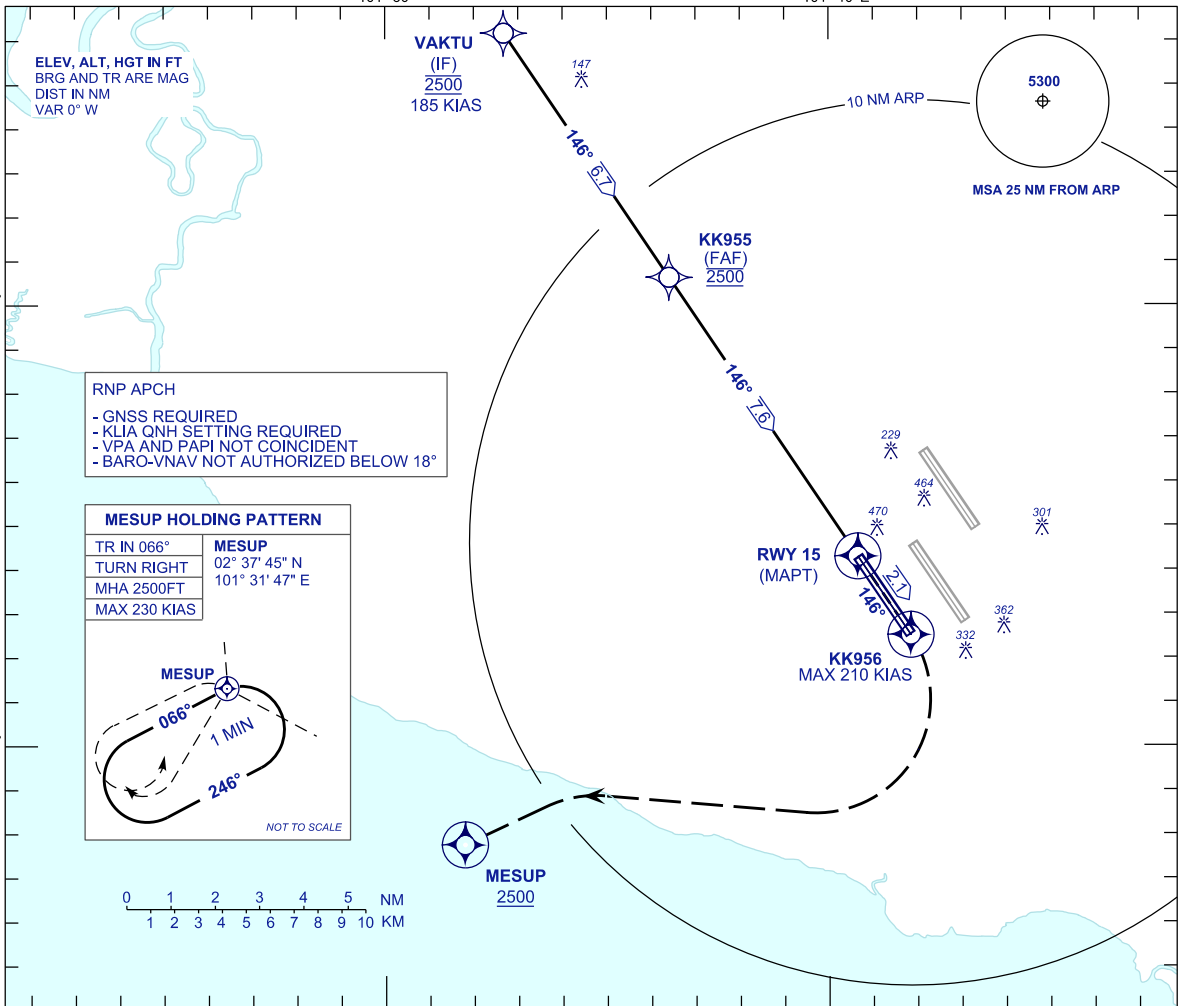 ELEV, ALT, HGT IN FT
BRG AND TR ARE MAG
DIST IN NM
VAR 0° W
VAKTU
(IF)
2500
185 KIAS
147
10 NM ARP
5300
MSA 25 NM FROM ARP
146° 6.7
KK955
(FAF)
2500
146° 7.6
RNP APCH
- GNSS REQUIRED
- KLIA QNH SETTING REQUIRED
- VPA AND PAPI NOT COINCIDENT
- BARO-VNAV NOT AUTHORIZED BELOW 18°
229
464
470
301
RWY 15
(MAPT)
2.1
146°
362
332
KK956
MAX 210 KIAS
MESUP HOLDING PATTERN
TR IN 066°
TURN RIGHT
MHA 2500FT
MAX 230 KIAS
MESUP
02° 37' 45" N
101° 31' 47" E
MESUP
066°
1 MIN
246°
NOT TO SCALE
MESUP
2500
0 1 2 3 4 5 NM
1 2 3 4 5 6 7 8 9 10 KM